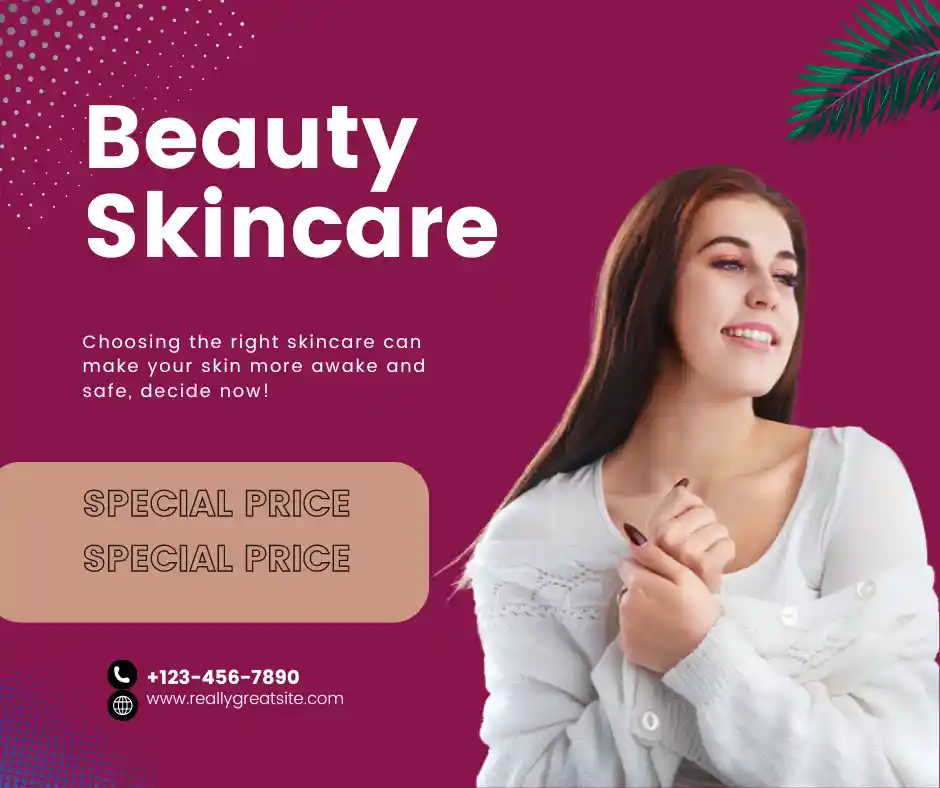 Beauty
Skincare
Choosing the right skincare can
make your skin more awake and
safe, decide now!
SPECIAL PRICE
SPECIAL PRICE
+123-456-7890
www.reallygreatsite.com